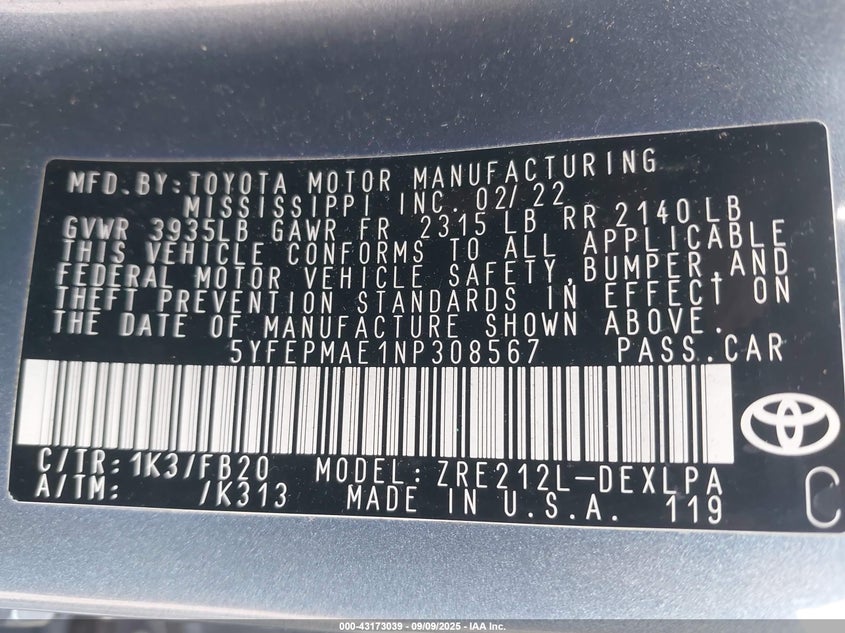 MFD.BY:TOYOTA MOTOR MANUFACTURING
MISSISSIPPI INC. 02/22
GVWR 3935LB GAWR FR 2315 LB RR 2140LB
THIS VEHICLE CONFORMS TO ALL APPLICABLE
FEDERAL MOTOR VEHICLE SAFETY,BUMPER,AND
THEFT PREVENTION STANDARDS IN EFFECT ON
THE DATE OF MANUFACTURE SHOWN ABOVE.
5YFEPMAE1NP308567 PASS.CAR
C/TR:1K3/FB20 MODEL:ZRE212L-DEXLPA
A/TM: /K313 MADE IN U.S.A. 119
C
000-43173039 - 09/09/2025 - IAA Inc.